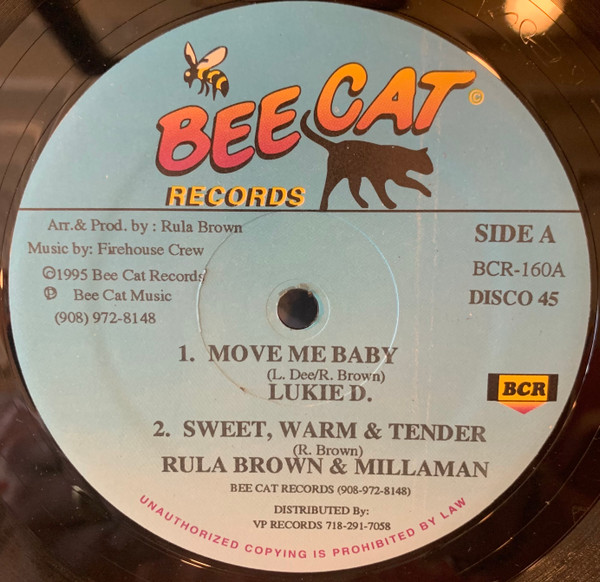 BEE CAT ©
RECORDS
Arr.& Prod. by : Rula Brown
Music by: Firehouse Crew
©1995 Bee Cat Records
℗ Bee Cat Music
(908) 972-8148
SIDE A
BCR-160A
DISCO 45
1. MOVE ME BABY
(L. Dee/R. Brown)
LUKIE D.
BCR
2. SWEET, WARM & TENDER
(R. Brown)
RULA BROWN & MILLAMAN
BEE CAT RECORDS (908-972-8148)
DISTRIBUTED By:
VP RECORDS 718-291-7058
UNAUTHORIZED COPYING IS PROHIBITED BY LAW